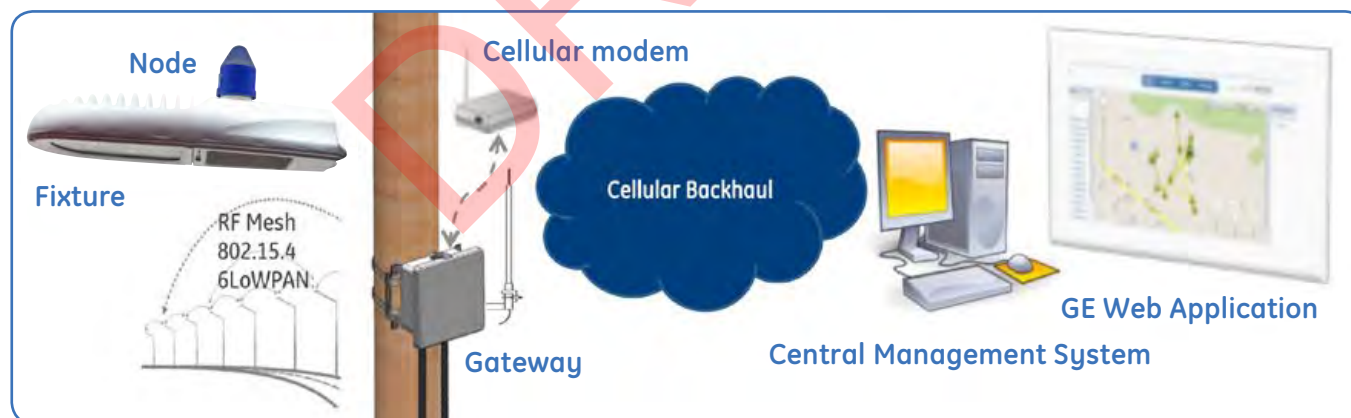 Node
Cellular modem
Fixture
RF Mesh
802.15.4
6LoWPAN
Cellular Backhaul
Gateway
GE Web Application
Central Management System